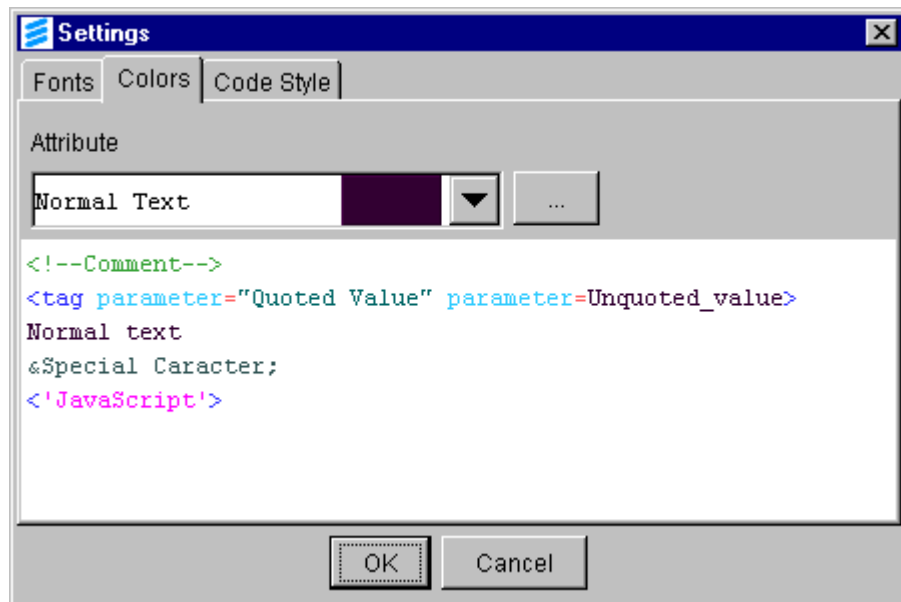 Settings
Fonts Colors Code Style
Attribute
Normal Text ...
<!--Comment-->
<tag parameter="Quoted Value" parameter=Unquoted_value>
Normal text
&Special Caracter;
<'JavaScript'>
OK Cancel